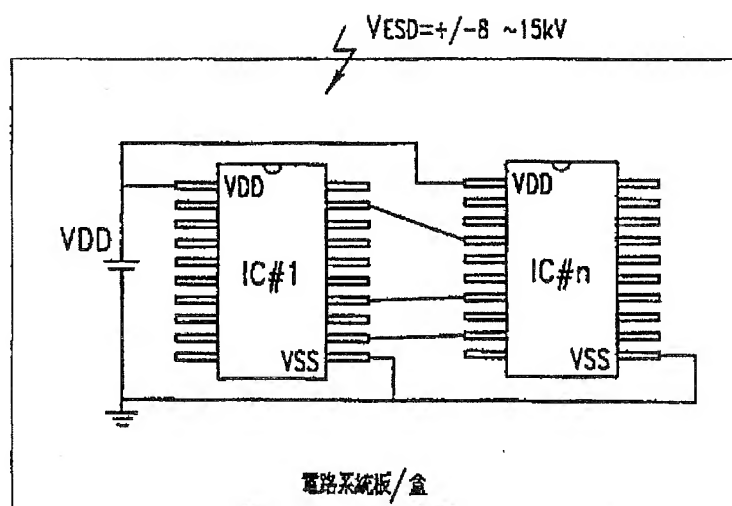 VESD=+/-8 ~15kV
VDD
VDD
VDD
IC#1
IC#n
VSS
VSS
電路系統板/盒